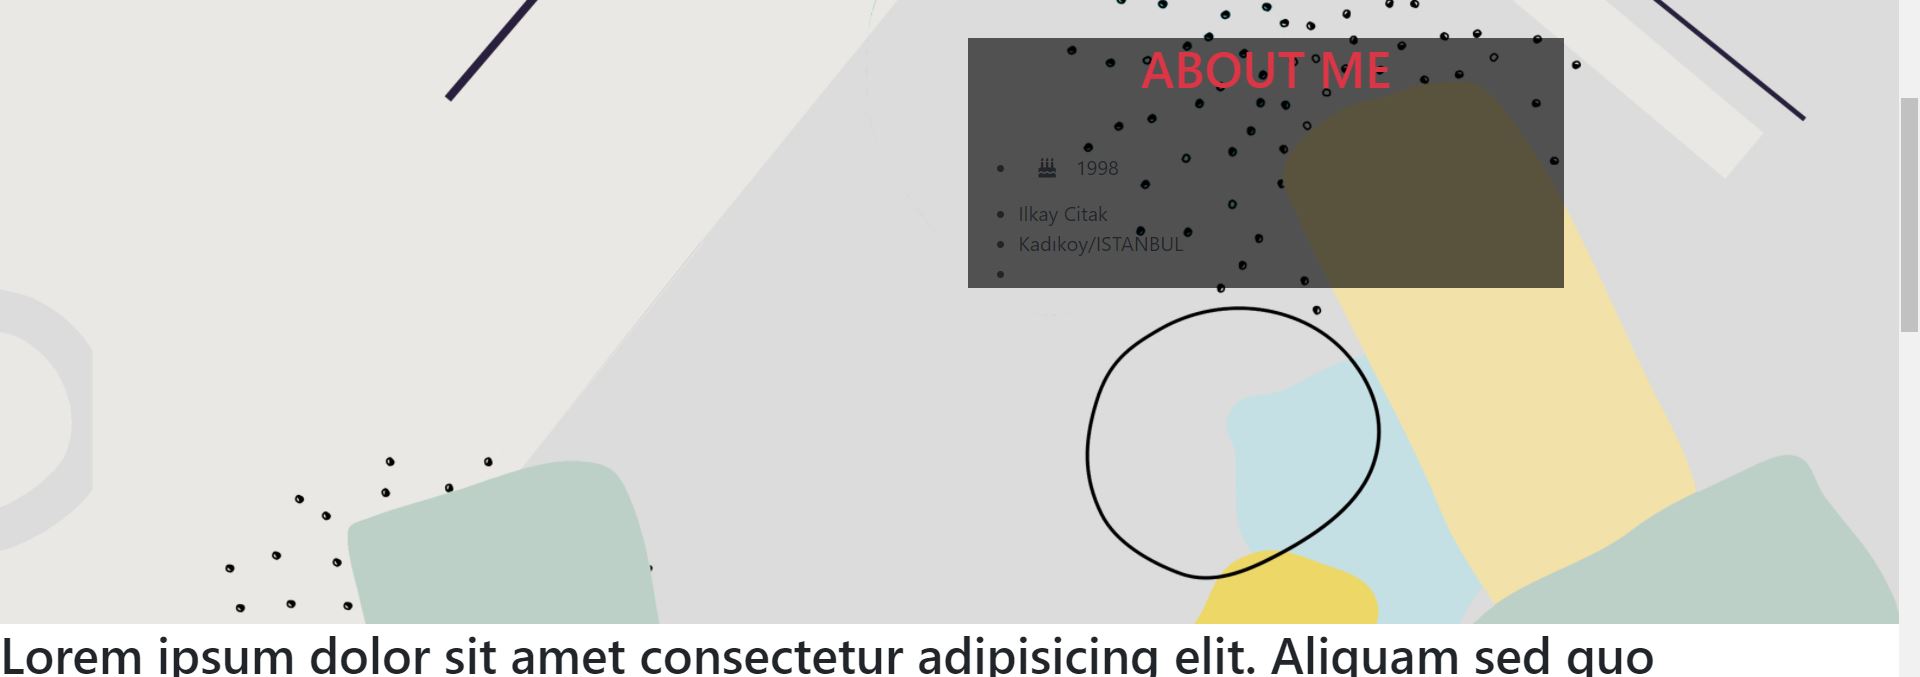 ABOUT ME
1998
Ilkay Citak
Kadıkoy/ISTANBUL
Lorem ipsum dolor sit amet consectetur adipisicing elit. Aliquam sed quo